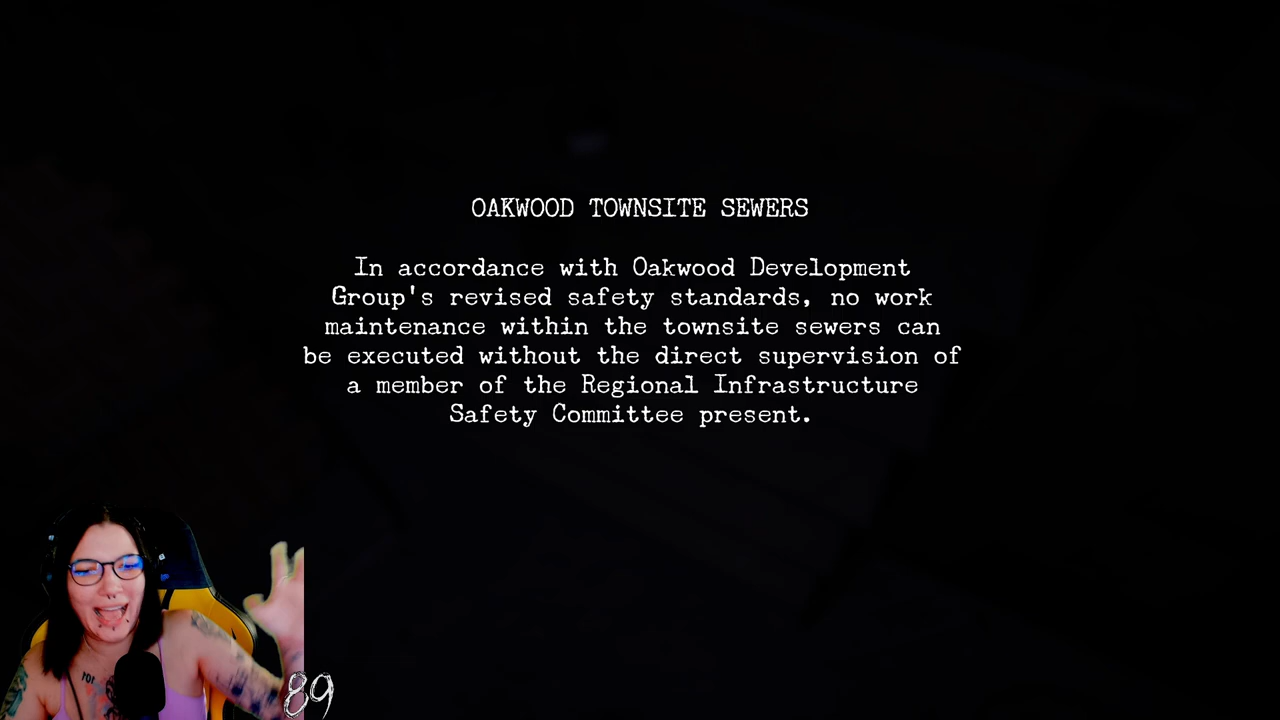 OAKWOOD TOWNSITE SEWERS
In accordance with Oakwood Development
Group's revised safety standards, no work
maintenance within the townsite sewers can
be executed without the direct supervision of
a member of the Regional Infrastructure
Safety Committee present.
89